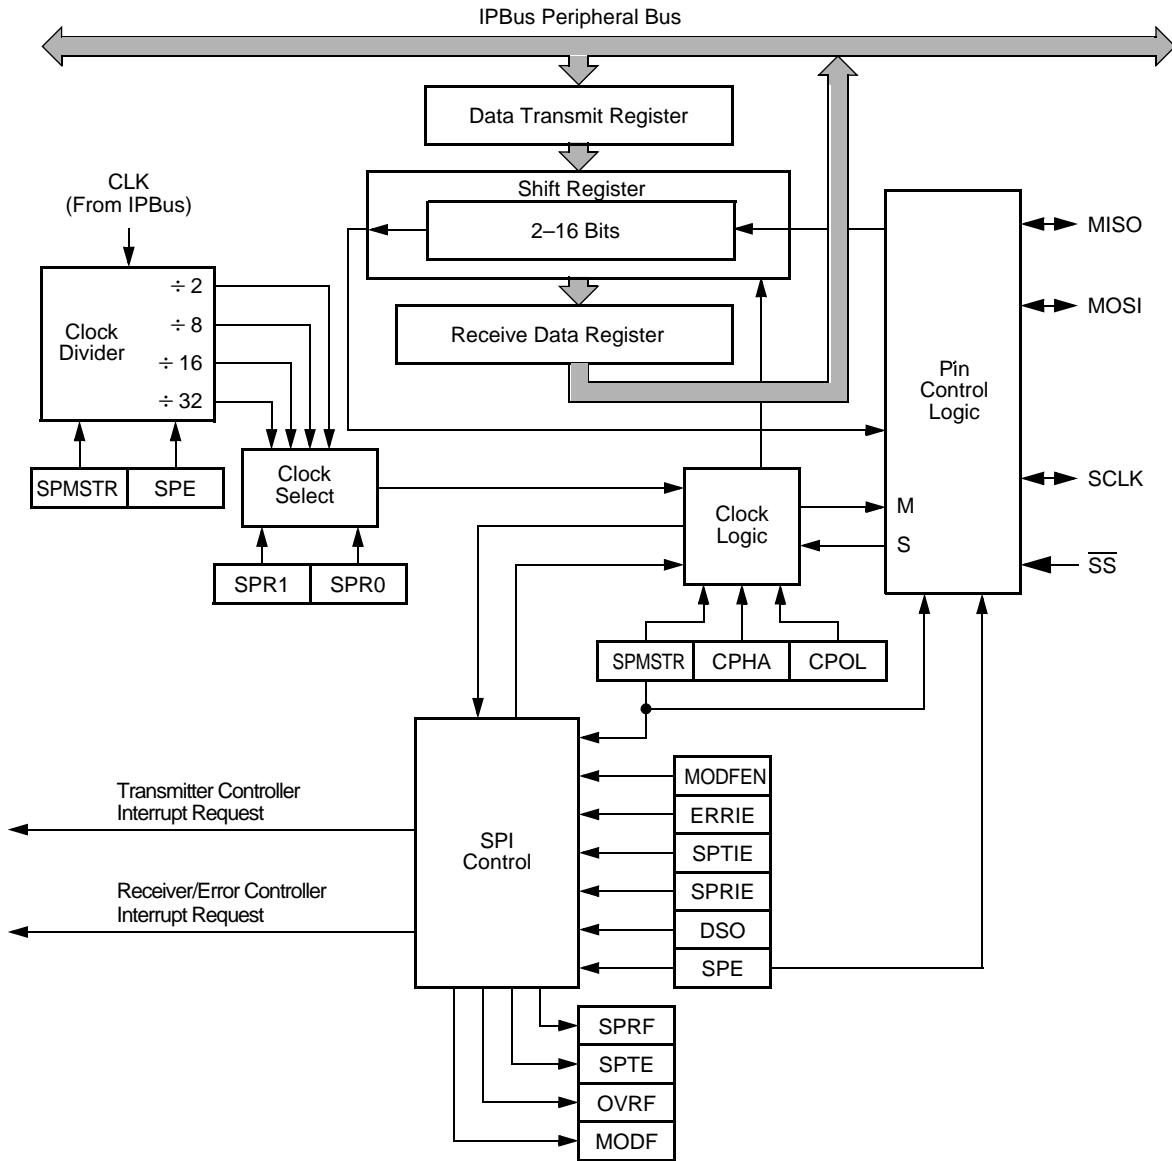 IPBus Peripheral Bus
Data Transmit Register
Shift Register
2–16 Bits
Receive Data Register
CLK
(From IPBus)
Clock
Divider
÷ 2
÷ 8
÷ 16
÷ 32
SPMSTR
SPE
Clock
Select
SPR1
SPR0
Clock
Logic
Pin
Control
Logic
M
S
MISO
MOSI
SCLK
SS
SPMSTR
CPHA
CPOL
SPI
Control
MODFEN
ERRIE
SPTIE
SPRIE
DSO
SPE
Transmitter Controller
Interrupt Request
Receiver/Error Controller
Interrupt Request
SPRF
SPTE
OVRF
MODF